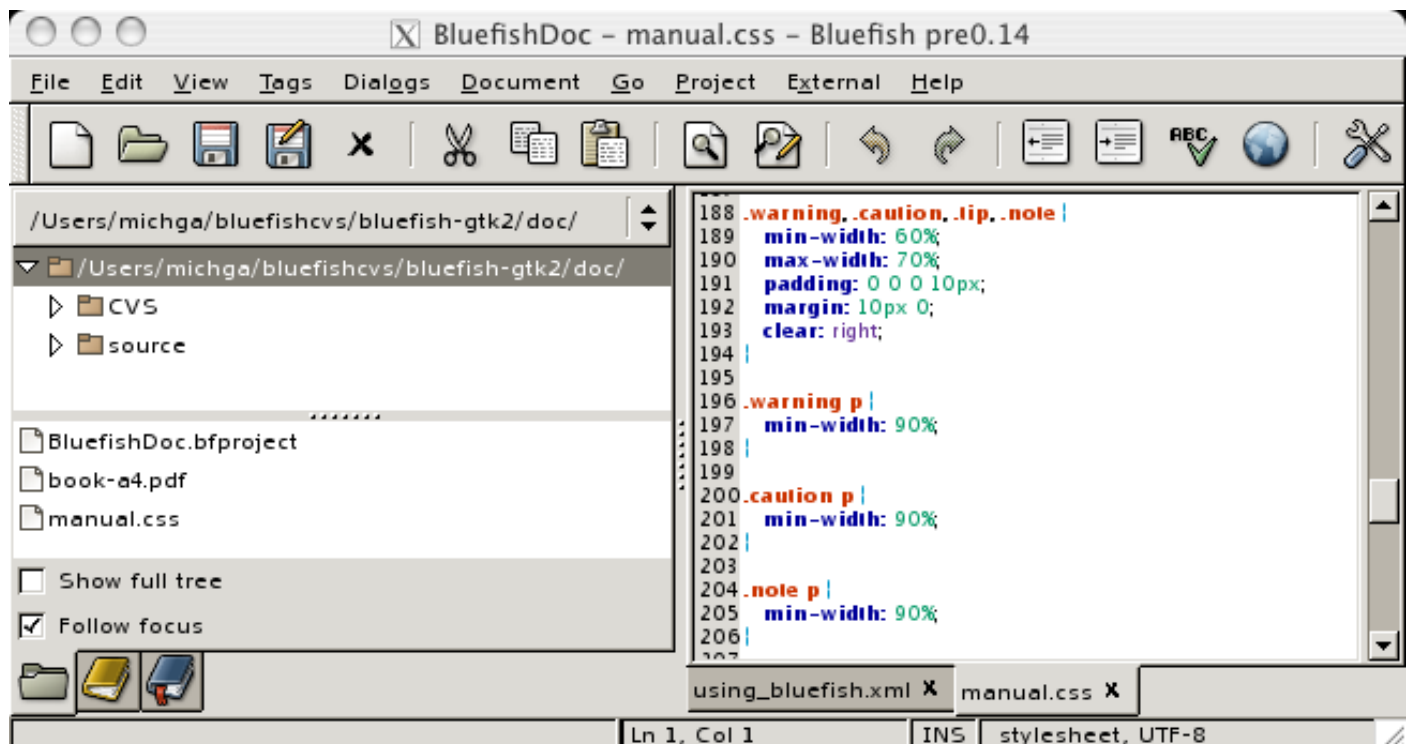 BluefishDoc – manual.css – Bluefish pre0.14
File Edit View Tags Dialogs Document Go Project External Help
ABC
/Users/michga/bluefishcvs/bluefish-gtk2/doc/
/Users/michga/bluefishcvs/bluefish-gtk2/doc/
CVS
source
BluefishDoc.bfproject
book-a4.pdf
manual.css
Show full tree
Follow focus
188 .warning, .caution, .tip, .note {
189 min-width: 60%;
190 max-width: 70%;
191 padding: 0 0 0 10px;
192 margin: 10px 0;
193 clear: right;
194 }
195
196 .warning p {
197 min-width: 90%;
198 }
199
200 .caution p {
201 min-width: 90%;
202 }
203
204 .note p {
205 min-width: 90%;
206 }
using_bluefish.xml manual.css
Ln 1, Col 1 INS stylesheet, UTF-8